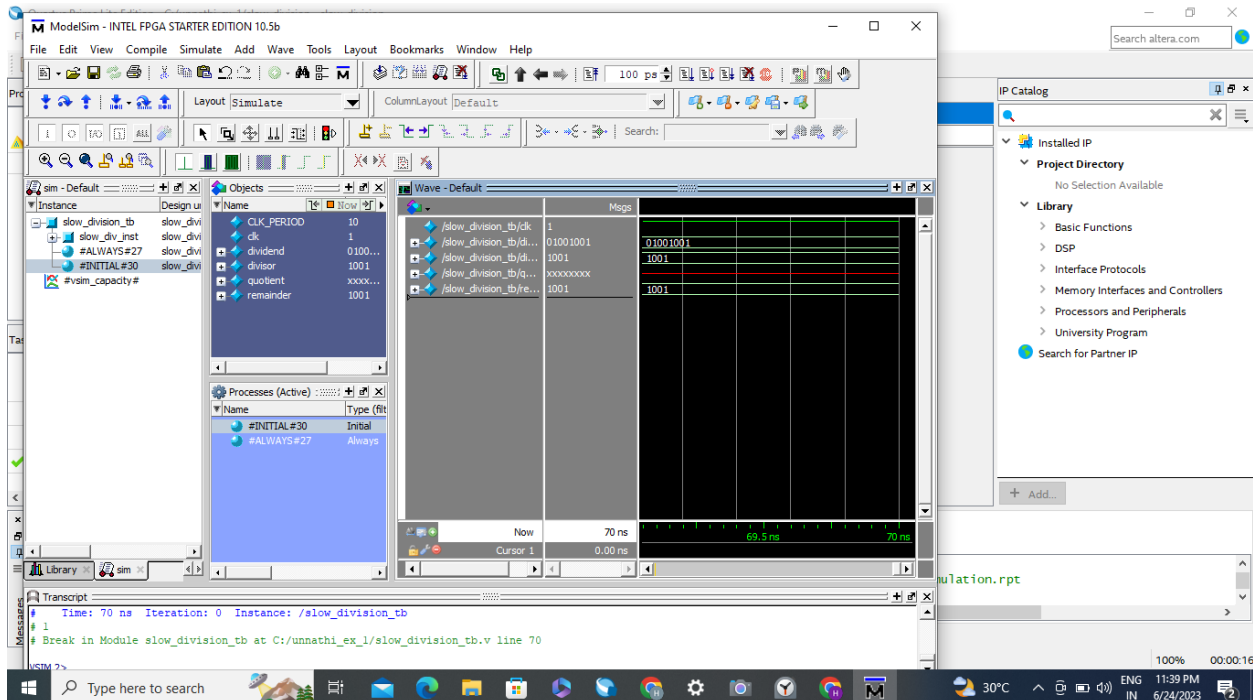 ModelSim - INTEL FPGA STARTER EDITION 10.5b
File Edit View Compile Simulate Add Wave Tools Layout Bookmarks Window Help
Search altera.com
100 ps
Layout Simulate
ColumnLayout Default
Search:
IP Catalog
Installed IP
Project Directory
No Selection Available
Library
Basic Functions
DSP
Interface Protocols
Memory Interfaces and Controllers
Processors and Peripherals
University Program
Search for Partner IP
+ Add...
sim - Default
Instance Design u
slow_division_tb slow_divi
slow_div_inst slow_divi
#ALWAYS#27 slow_divi
#INITIAL#30 slow_divi
#vsim_capacity#
Library
sim
Objects
Name Now
CLK_PERIOD 10
clk 1
dividend 0100...
divisor 1001
quotient xxxx...
remainder 1001
Processes (Active)
Name Type (filt
#INITIAL#30 Initial
#ALWAYS#27 Always
Wave - Default
Msgs
/slow_division_tb/clk 1
/slow_division_tb/di... 01001001 01001001
/slow_division_tb/di... 1001 1001
/slow_division_tb/q... xxxxxxxx
/slow_division_tb/re... 1001 1001
Now 70 ns 69.5 ns 70 ns
Cursor 1 0.00 ns
Transcript
# Time: 70 ns Iteration: 0 Instance: /slow_division_tb
# 1
# Break in Module slow_division_tb at C:/unnathi_ex_1/slow_division_tb.v line 70
VSIM 2>
Messages
mulation.rpt
100% 00:00:16
Type here to search
30°C
ENG
IN
11:39 PM
6/24/2023